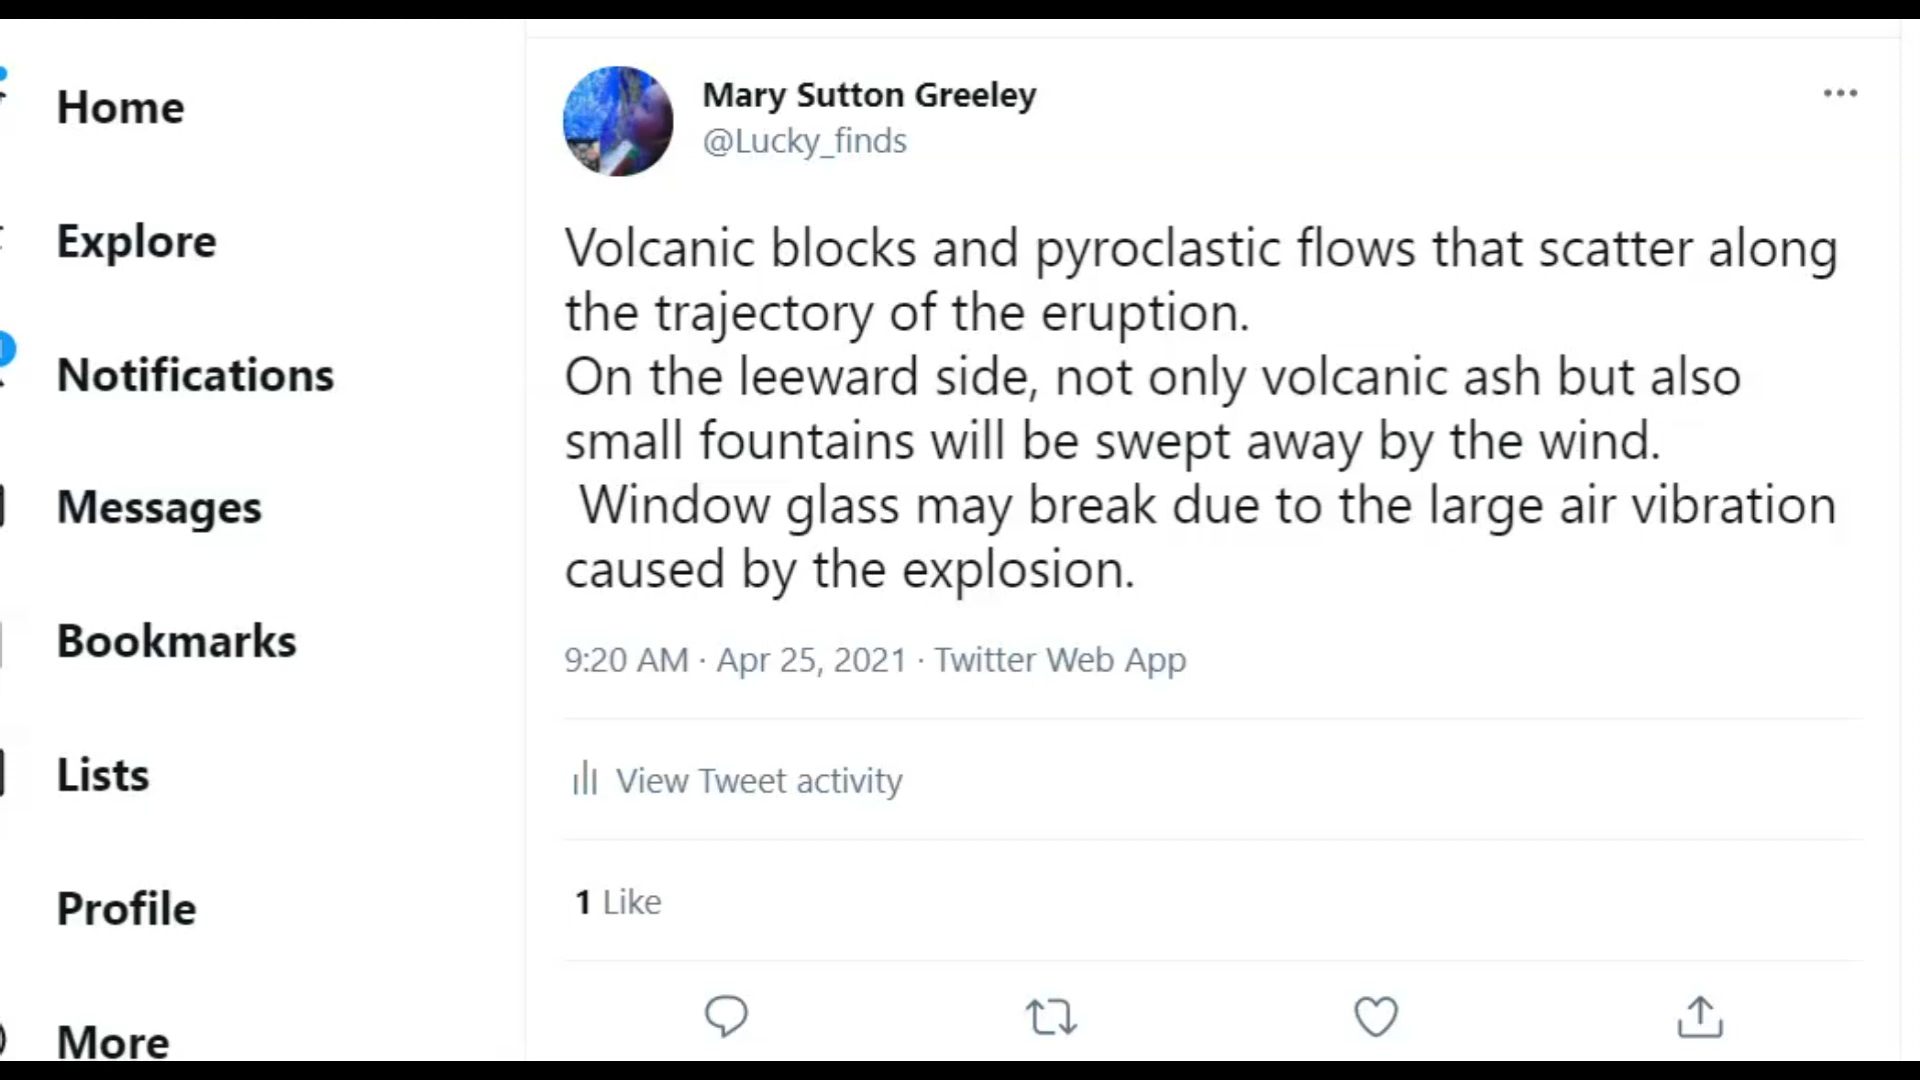 Home
Explore
Notifications
Messages
Bookmarks
Lists
Profile
More
Mary Sutton Greeley
@Lucky_finds
Volcanic blocks and pyroclastic flows that scatter along
the trajectory of the eruption.
On the leeward side, not only volcanic ash but also
small fountains will be swept away by the wind.
Window glass may break due to the large air vibration
caused by the explosion.
9:20 AM · Apr 25, 2021 · Twitter Web App
View Tweet activity
1 Like